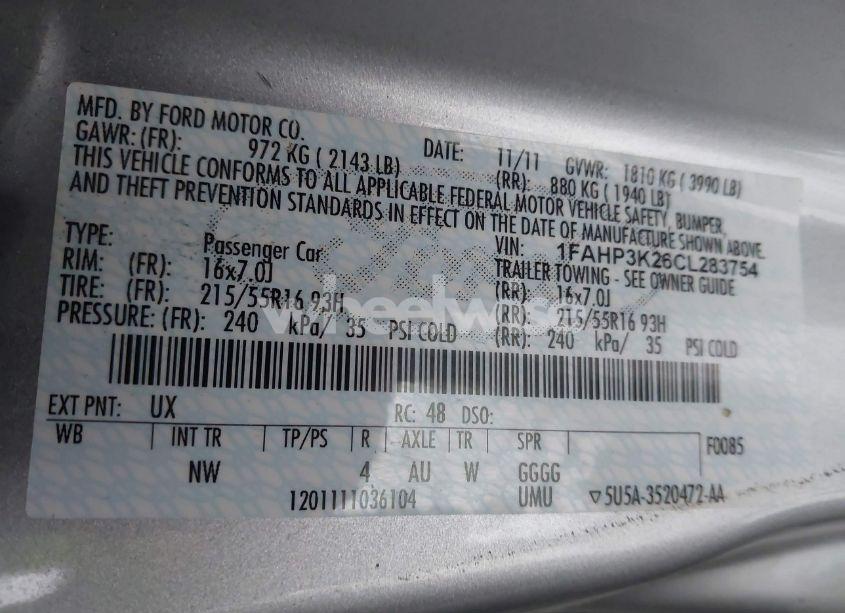 MFD. BY FORD MOTOR CO.
DATE: 11/11 GVWR: 1810 KG ( 3990 LB)
GAWR: (FR): 972 KG ( 2143 LB) (RR): 880 KG ( 1940 LB)
THIS VEHICLE CONFORMS TO ALL APPLICABLE FEDERAL MOTOR VEHICLE SAFETY, BUMPER,
AND THEFT PREVENTION STANDARDS IN EFFECT ON THE DATE OF MANUFACTURE SHOWN ABOVE.
VIN: 1FAHP3K26CL283754
TYPE: Passenger Car TRAILER TOWING - SEE OWNER GUIDE
RIM: (FR): 16x7.0J (RR): 16x7.0J
TIRE: (FR): 215/55R16 93H (RR): 215/55R16 93H
PRESSURE: (FR): 240 kPa/ 35 PSI COLD (RR): 240 kPa/ 35 PSI COLD
EXT PNT: UX RC: 48 DSO:
WB INT TR TP/PS R AXLE TR SPR F0085
NW 4 AU W GGGG
1201111036104 UMU ▽5U5A-3520472-AA